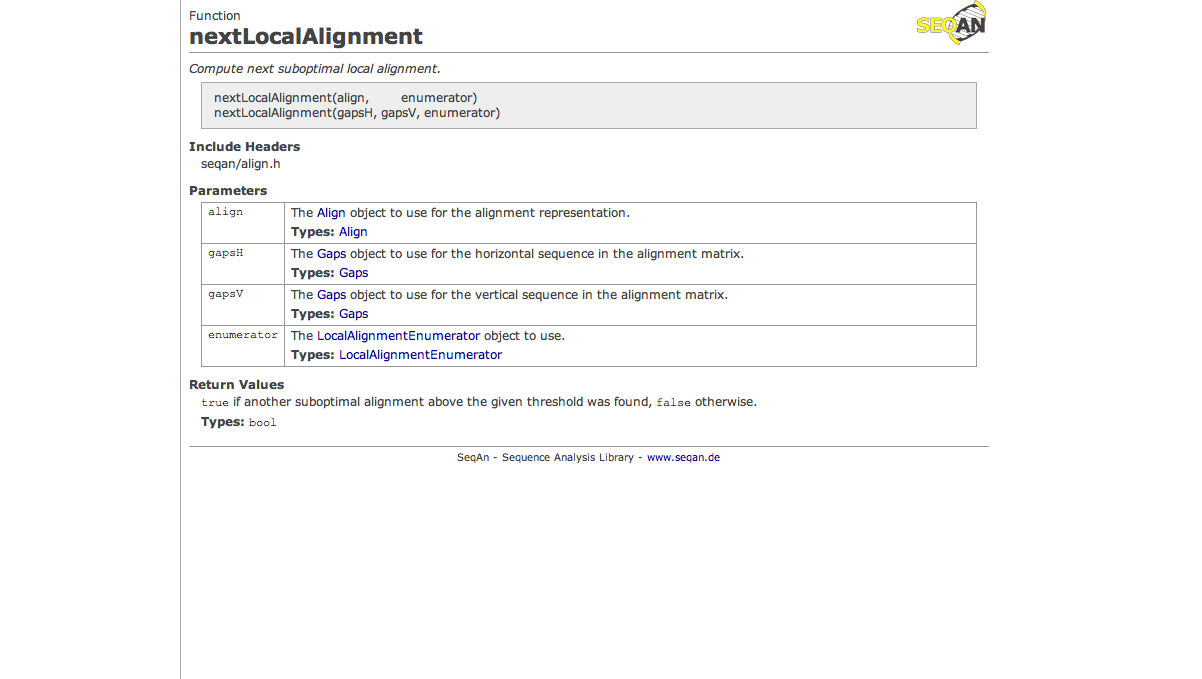 Function
SEQAN
nextLocalAlignment
Compute next suboptimal local alignment.
nextLocalAlignment(align,        enumerator)
nextLocalAlignment(gapsH, gapsV, enumerator)
Include Headers
seqan/align.h
Parameters
align
The Align object to use for the alignment representation.
Types: Align
gapsH
The Gaps object to use for the horizontal sequence in the alignment matrix.
Types: Gaps
gapsV
The Gaps object to use for the vertical sequence in the alignment matrix.
Types: Gaps
enumerator
The LocalAlignmentEnumerator object to use.
Types: LocalAlignmentEnumerator
Return Values
true if another suboptimal alignment above the given threshold was found, false otherwise.
Types: bool
SeqAn - Sequence Analysis Library - www.seqan.de